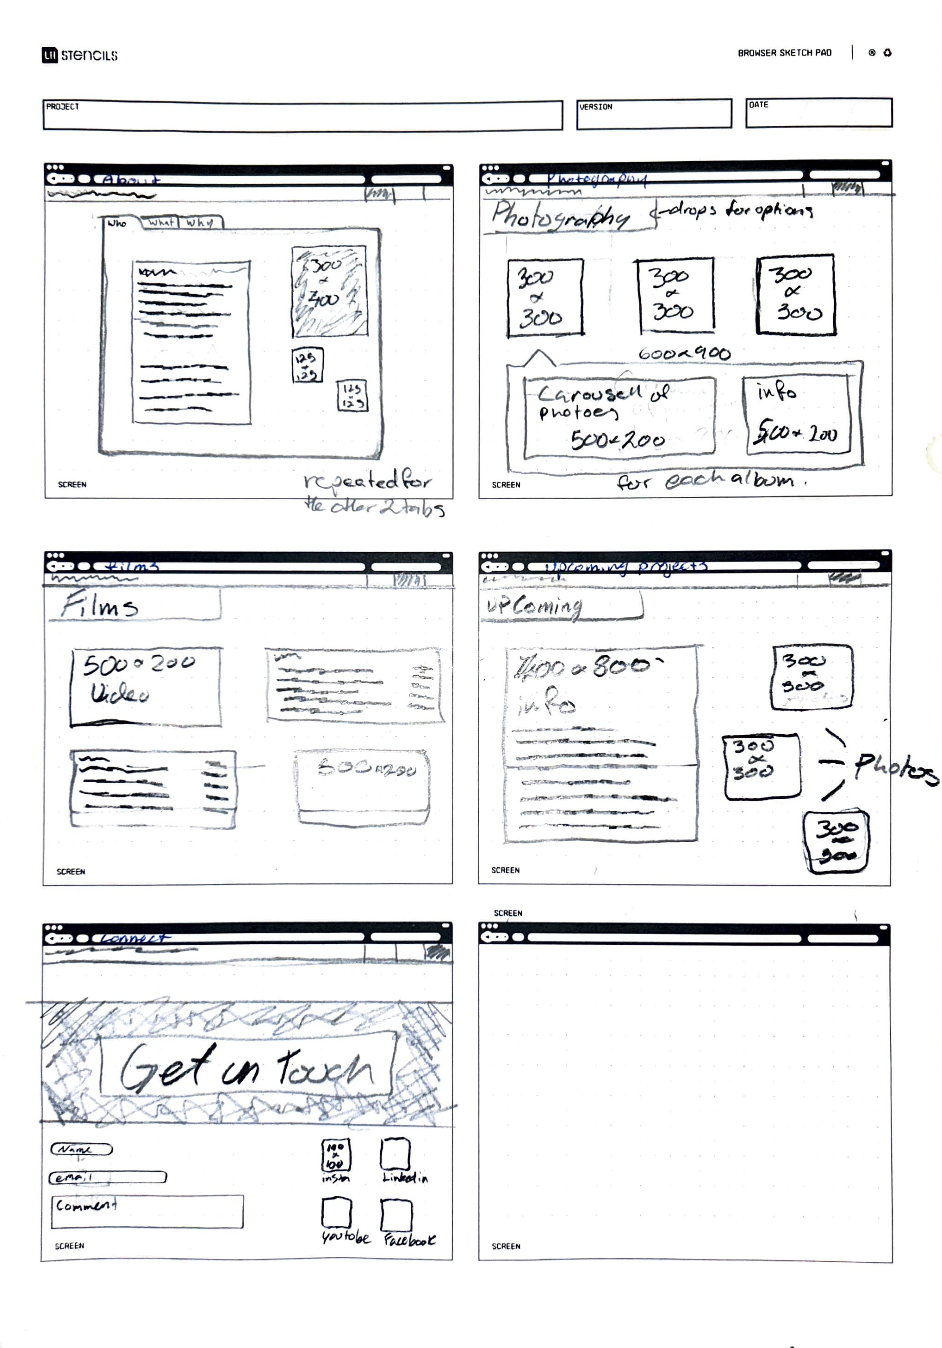 UI STENCILS
BROWSER SKETCH PAD
PROJECT
VERSION
DATE
About
Who
What
Why
300
x
400
125
x
125
125
x
125
SCREEN
repeated for
the other 2 tabs
Photography
Photography
drops for options
300
x
300
300
x
300
300
x
300
600x900
Carousell of
photoes
500x200
info
500x200
SCREEN
for each album.
Films
Films
500x200
Video
500x200
SCREEN
Upcoming projects
UPComing
info
300
x
300
300
x
300
Photos
300
x
300
SCREEN
Connect
Get in Touch
Name
email
Comment
100
x
100
insta
Linkedin
Youtobe
Facebook
SCREEN
SCREEN
SCREEN